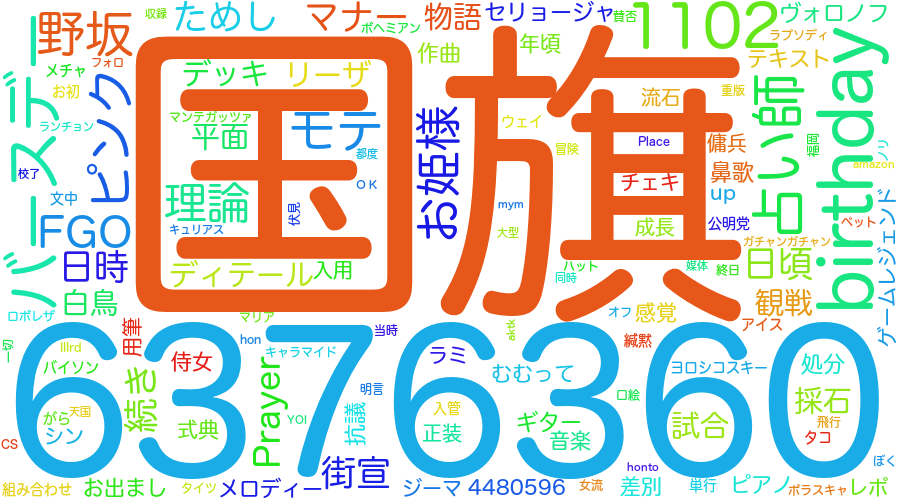 国旗
6376360
birthday
1102
野坂
収録
ためし
マナー
ボヘミアン
物語
セリョージャ
賛否
ヴォロノフ
ラプソディ
メチャ
フォロ
お初
ランチョン
校了
文中
バースデー
ピンク
デッキ
リーザ
作曲
年頃
テキスト
重版
占い師
福岡
ノリ
amazon
流石
傭兵
鼻歌
チェキ
up
Place
マンテガッツァ
平面
モテ
都度
OK
理論
伏見
キュリアス
お姫様
ウェイ
冒険
mym
大型
成長
公明党
ペット
ガチャンガチャン
FGO
日時
白鳥
ディテール
入用
ハット
同時
媒体
終日
日頃
観戦
ゲームレジェンド
ロボレザ
マリア
オフ
感覚
アイス
緘黙
一切
lllrd
用筆
hon
キャラマイド
当時
aktk
バイソン
侍女
Prayer
ラミ
むむって
ヨロシコスキー
処分
明言
口絵
採石
続き
がら
天国
シン
式典
YOI
抗議
入管
正装
ギター
音楽
試合
飛行
タコ
CS
街宣
honto
ぼく
組み合わせ
お出まし
タイツ
メロディー
ジーマ
4480596
女流
差別
単行
ピアノ
ポラスキャ
レポ